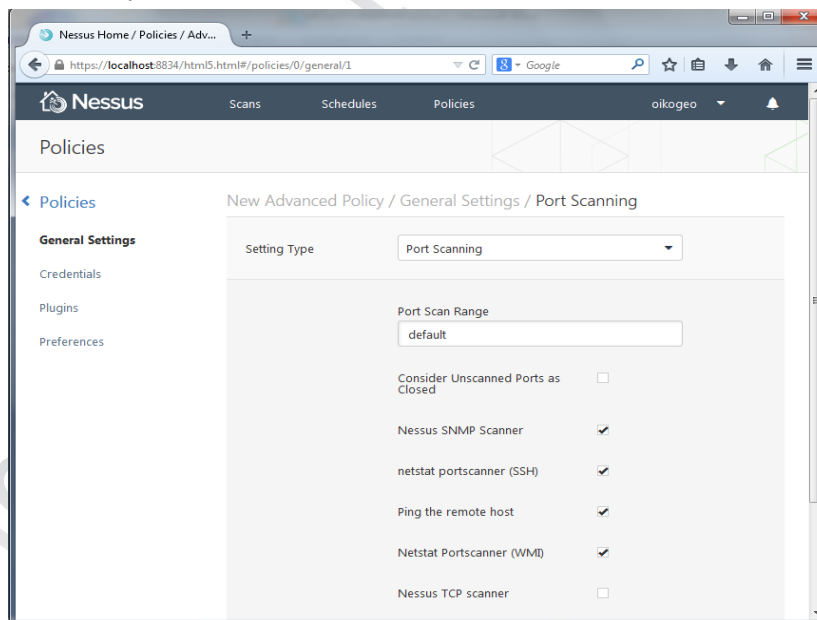 Nessus Home / Policies / Adv...
https://localhost:8834/html5.html#/policies/0/general/1
Google
Nessus Scans Schedules Policies oikogeo
Policies
Policies
New Advanced Policy / General Settings / Port Scanning
General Settings
Credentials
Plugins
Preferences
Setting Type Port Scanning
Port Scan Range
default
Consider Unscanned Ports as
Closed
Nessus SNMP Scanner
netstat portscanner (SSH)
Ping the remote host
Netstat Portscanner (WMI)
Nessus TCP scanner